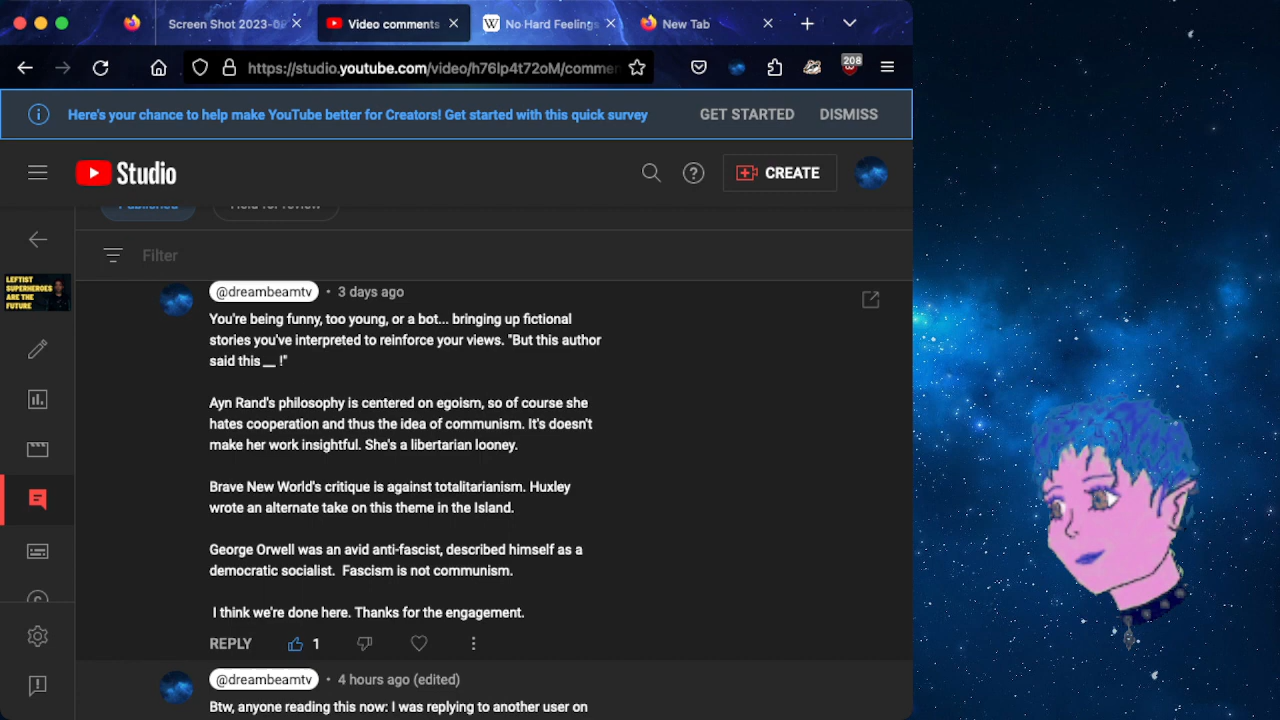 Screen Shot 2023-0
Video comments
W
No Hard Feelings
New Tab
https://studio.youtube.com/video/h76lp4t72oM/commen
208
Here's your chance to help make YouTube better for Creators! Get started with this quick survey
GET STARTED
DISMISS
Studio
CREATE
Published
Hold for review
Filter
LEFTIST
SUPERHEROES
ARE THE
FUTURE
@dreambeamtv • 3 days ago
You're being funny, too young, or a bot... bringing up fictional
stories you've interpreted to reinforce your views. "But this author
said this __ !"
Ayn Rand's philosophy is centered on egoism, so of course she
hates cooperation and thus the idea of communism. It's doesn't
make her work insightful. She's a libertarian looney.
Brave New World's critique is against totalitarianism. Huxley
wrote an alternate take on this theme in the Island.
George Orwell was an avid anti-fascist, described himself as a
democratic socialist.  Fascism is not communism.
I think we're done here. Thanks for the engagement.
REPLY
1
@dreambeamtv • 4 hours ago (edited)
Btw, anyone reading this now: I was replying to another user on